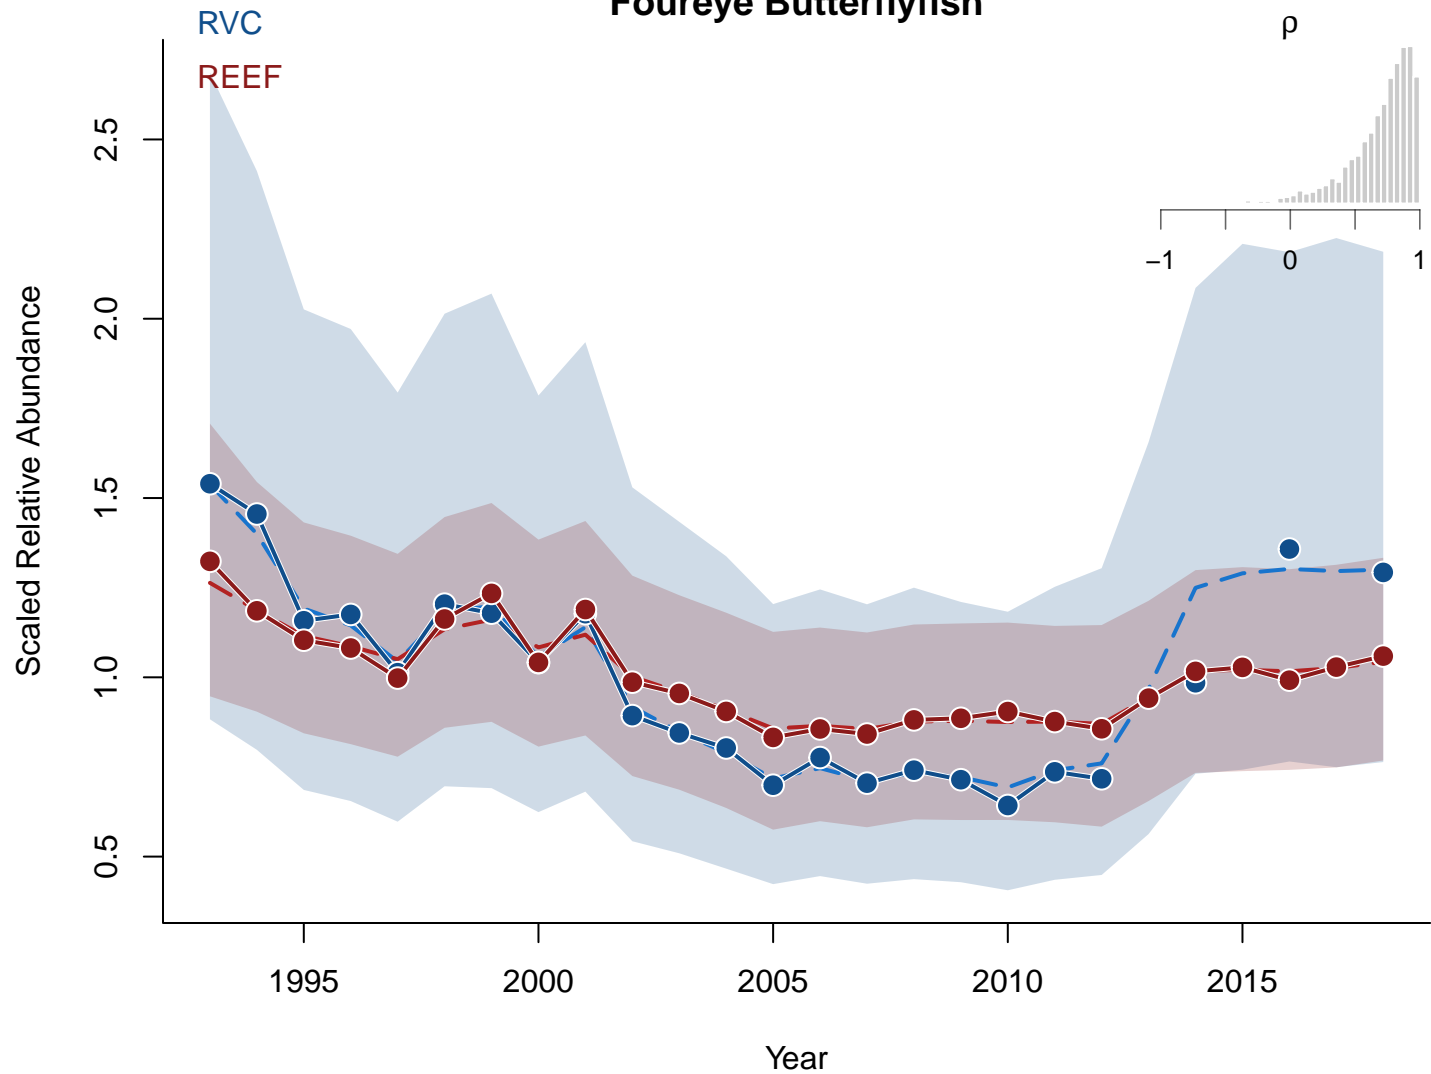 Foureye Butterflyfish
RVC
REEF
ρ
−1 0 1
Scaled Relative Abundance
2.5
2.0
1.5
1.0
0.5
1995 2000 2005 2010 2015
Year